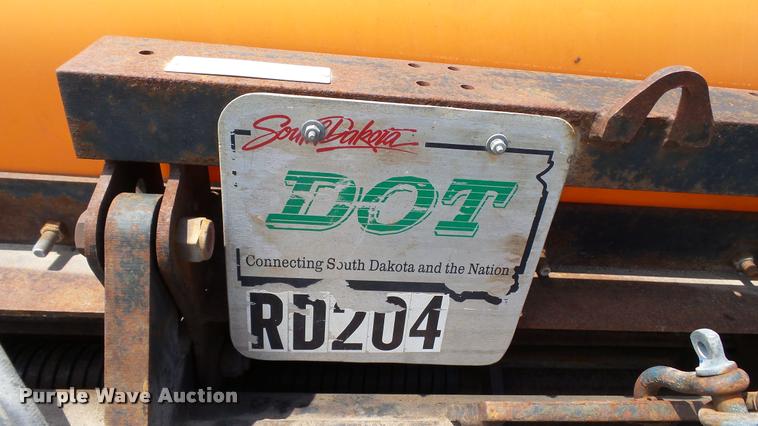 South Dakota
DOT
Connecting South Dakota and the Nation
RD204
Purple Wave Auction